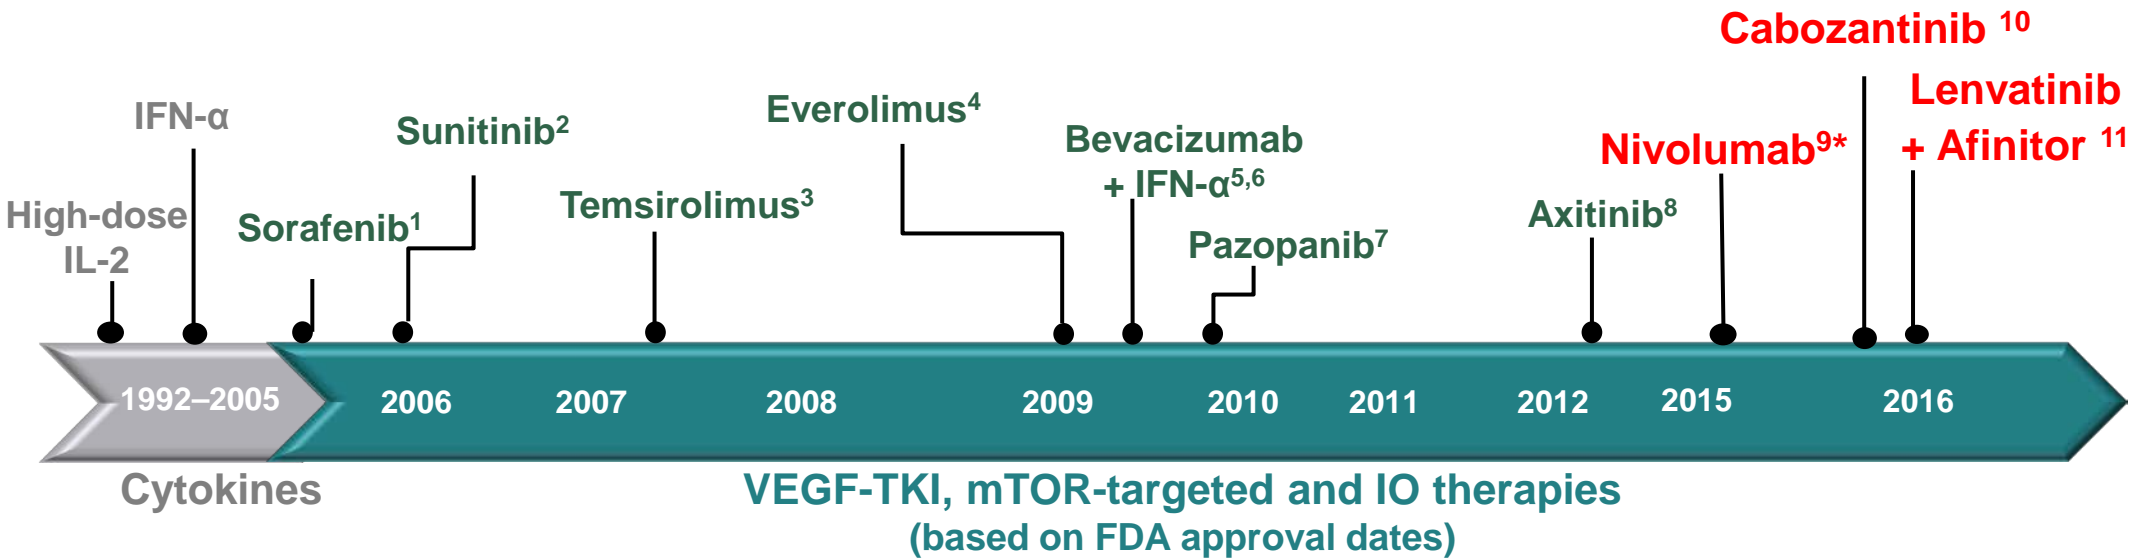 Cabozantinib 10
Lenvatinib
+ Afinitor 11
IFN-α
Sunitinib2
Everolimus4
Bevacizumab
+ IFN-α5,6
Nivolumab9*
High-dose
IL-2
Sorafenib1
Temsirolimus3
Pazopanib7
Axitinib8
1992–2005
2006
2007
2008
2009
2010
2011
2012
2015
2016
Cytokines
VEGF-TKI, mTOR-targeted and IO therapies
(based on FDA approval dates)